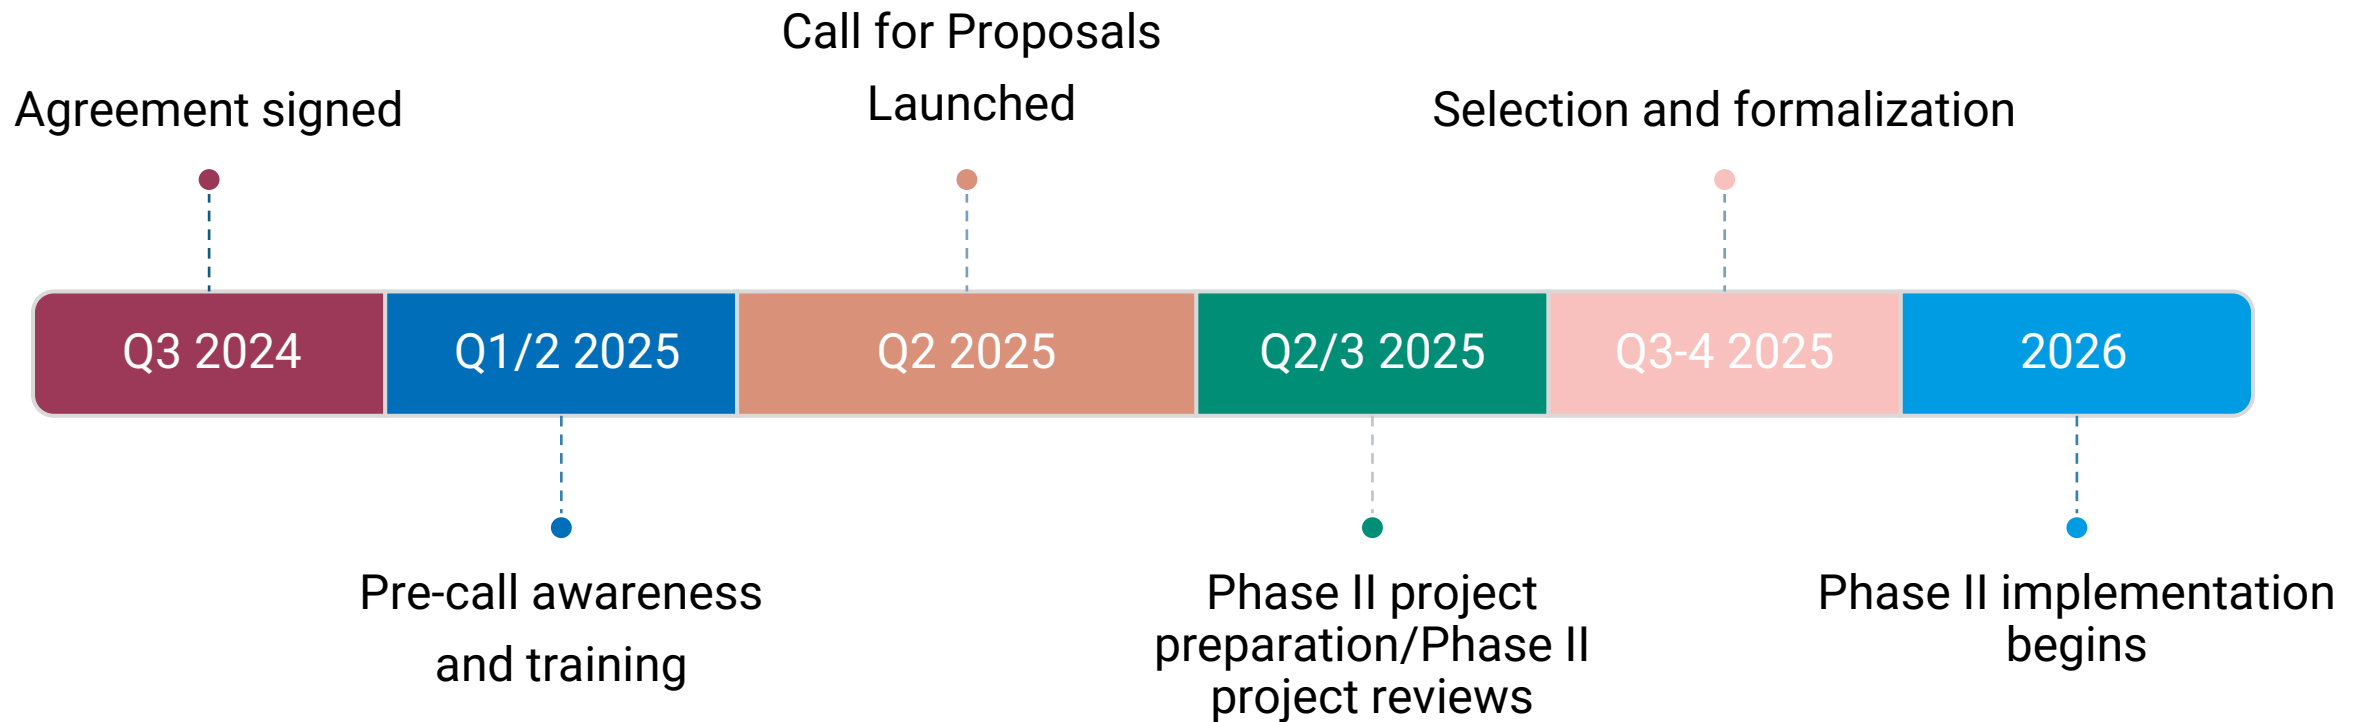 Call for Proposals
Launched
Agreement signed
Selection and formalization
Q3 2024
Q1/2 2025
Q2 2025
Q2/3 2025
Q3-4 2025
2026
Pre-call awareness
and training
Phase II project
preparation/Phase II
project reviews
Phase II implementation
begins